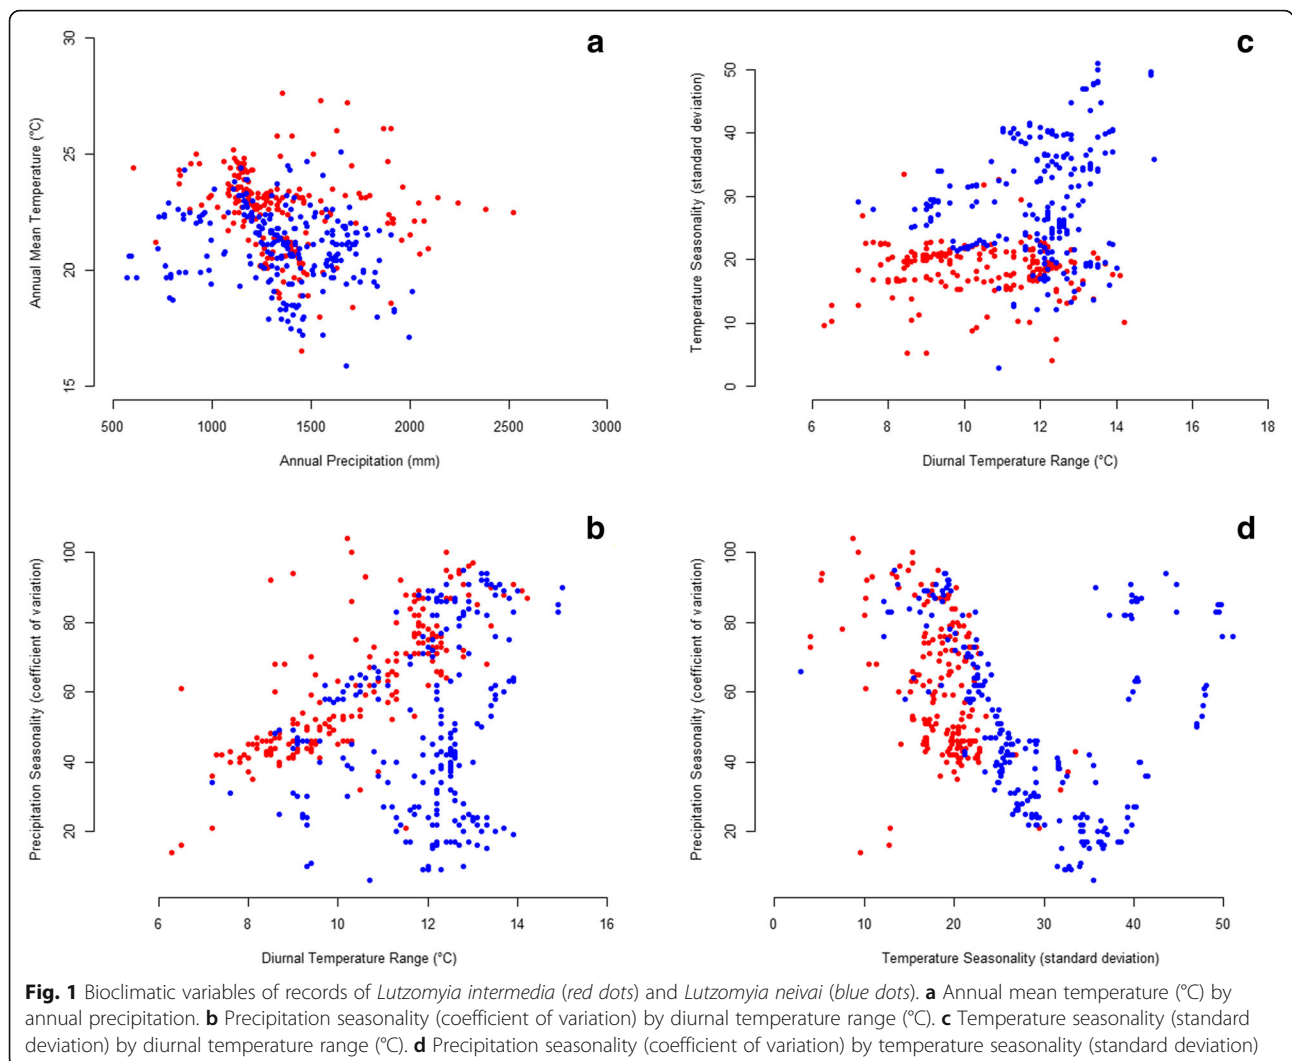 a
30
25
20
15
Annual Mean Temperature (°C)
500 1000 1500 2000 2500 3000
Annual Precipitation (mm)
c
50
40
30
20
10
0
Temperature Seasonality (standard deviation)
6 8 10 12 14 16 18
Diurnal Temperature Range (°C)
b
100
80
60
40
20
Precipitation Seasonality (coefficient of variation)
6 8 10 12 14 16
Diurnal Temperature Range (°C)
d
100
80
60
40
20
Precipitation Seasonality (coefficient of variation)
0 10 20 30 40 50
Temperature Seasonality (standard deviation)
Fig. 1 Bioclimatic variables of records of Lutzomyia intermedia (red dots) and Lutzomyia neivai (blue dots). a Annual mean temperature (°C) by
annual precipitation. b Precipitation seasonality (coefficient of variation) by diurnal temperature range (°C). c Temperature seasonality (standard
deviation) by diurnal temperature range (°C). d Precipitation seasonality (coefficient of variation) by temperature seasonality (standard deviation)